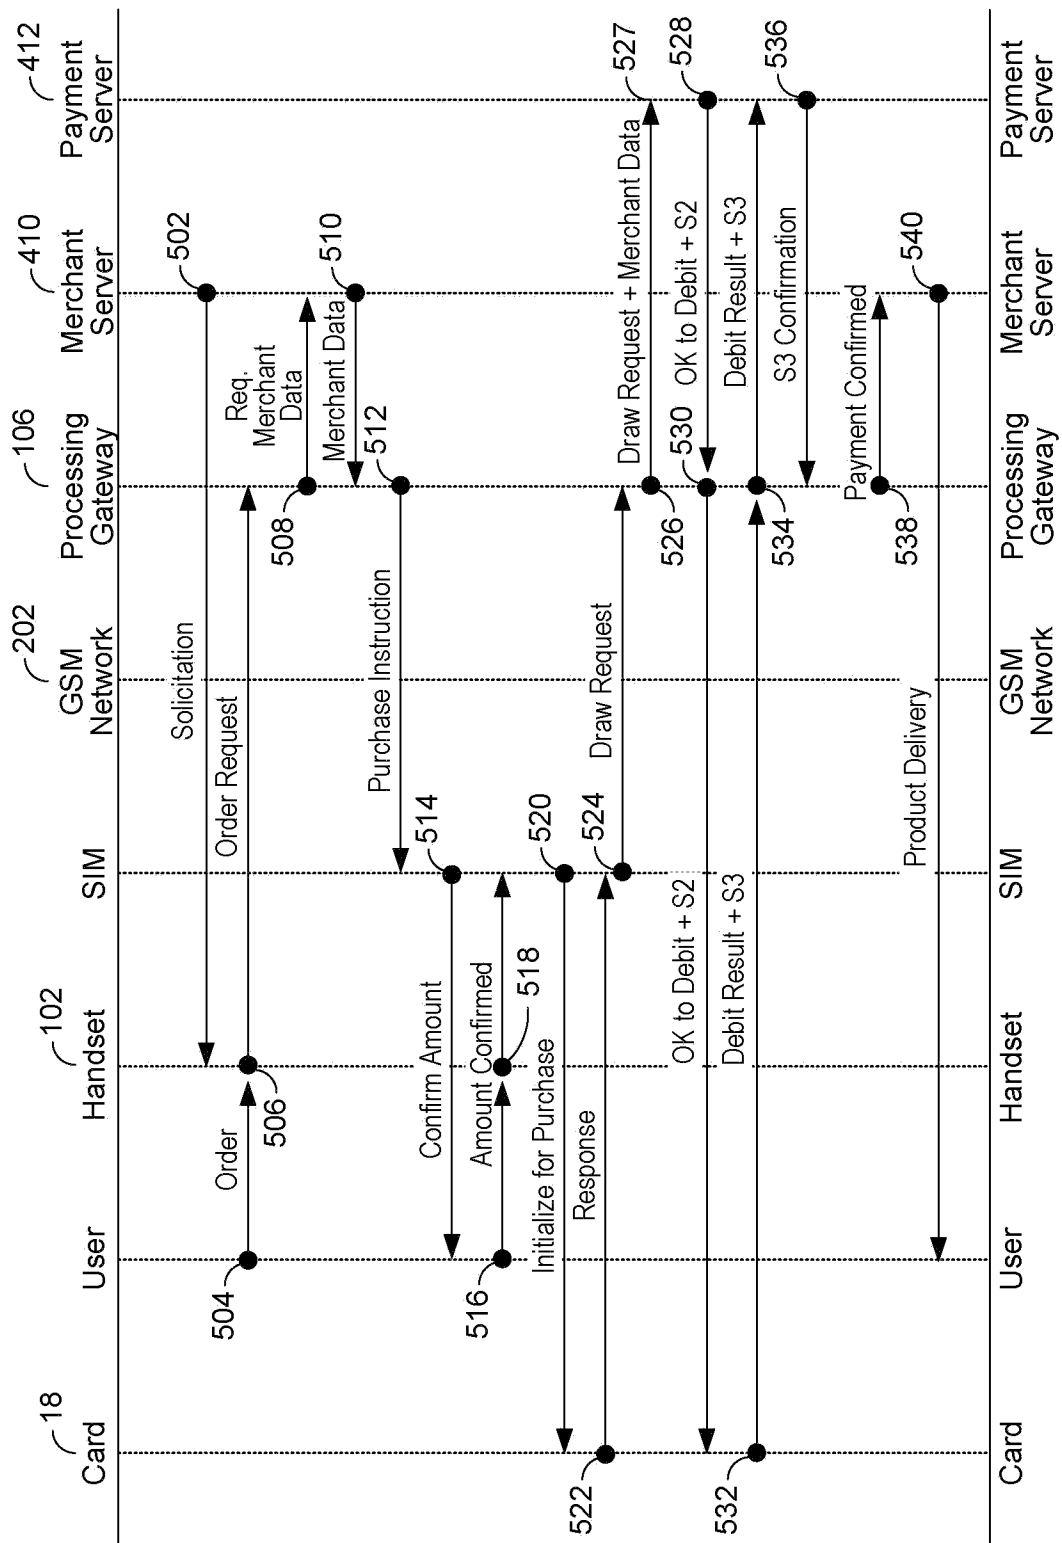 18
Card
User
102
Handset
SIM
202
GSM
Network
106
Processing
Gateway
410
Merchant
Server
412
Payment
Server
502
Solicitation
504
Order
506
Order Request
508
Req.
Merchant
Data
510
Merchant Data
512
Purchase Instruction
514
Confirm Amount
516
Amount Confirmed
518
520
Initialize for Purchase
522
Response
524
Draw Request
526
Draw Request + Merchant Data
527
528
OK to Debit + S2
530
OK to Debit + S2
532
Debit Result + S3
534
Debit Result + S3
536
S3 Confirmation
538
Payment Confirmed
540
Product Delivery
Card
User
Handset
SIM
GSM
Network
Processing
Gateway
Merchant
Server
Payment
Server